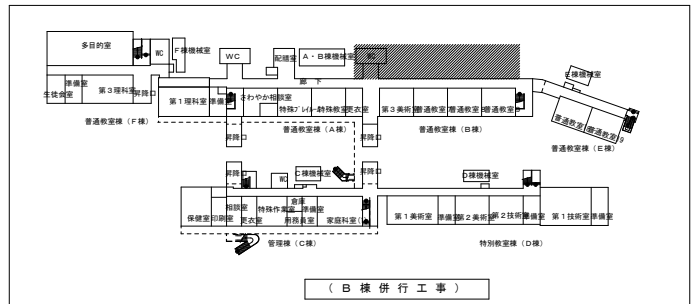 多目的室
WC
F棟機械室
WC
配膳室
A・B棟機械室
WC
E棟機械室
廊 下
準備室
生徒会室
第3理科室
昇降口
第1理科室
準備室
さわやか相談室
特殊プレイルーム
特殊教室
更衣室
第3美術室
普通教室
普通教室
普通教室
普通教室
普通教室
普通教室棟（F棟）
普通教室棟（A棟）
普通教室棟（B棟）
普通教室棟（E棟）
昇降口
昇降口
昇降口
昇降口
WC
C棟機械室
D棟機械室
保健室
印刷室
相談室
更衣室
特殊作業室
倉庫
用務員室
準備室
家庭科室
第1美術室
準備室
第2美術室
第2技術室
準備室
第1技術室
準備室
管理棟（C棟）
特別教室棟（D棟）
（B棟併行工事）